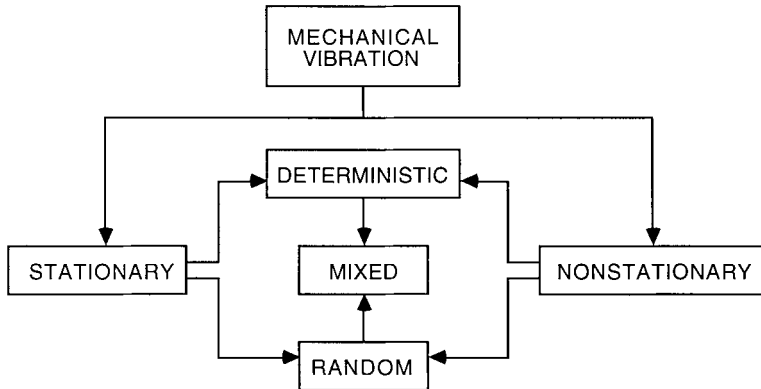 MECHANICAL
VIBRATION
DETERMINISTIC
STATIONARY
MIXED
NONSTATIONARY
RANDOM